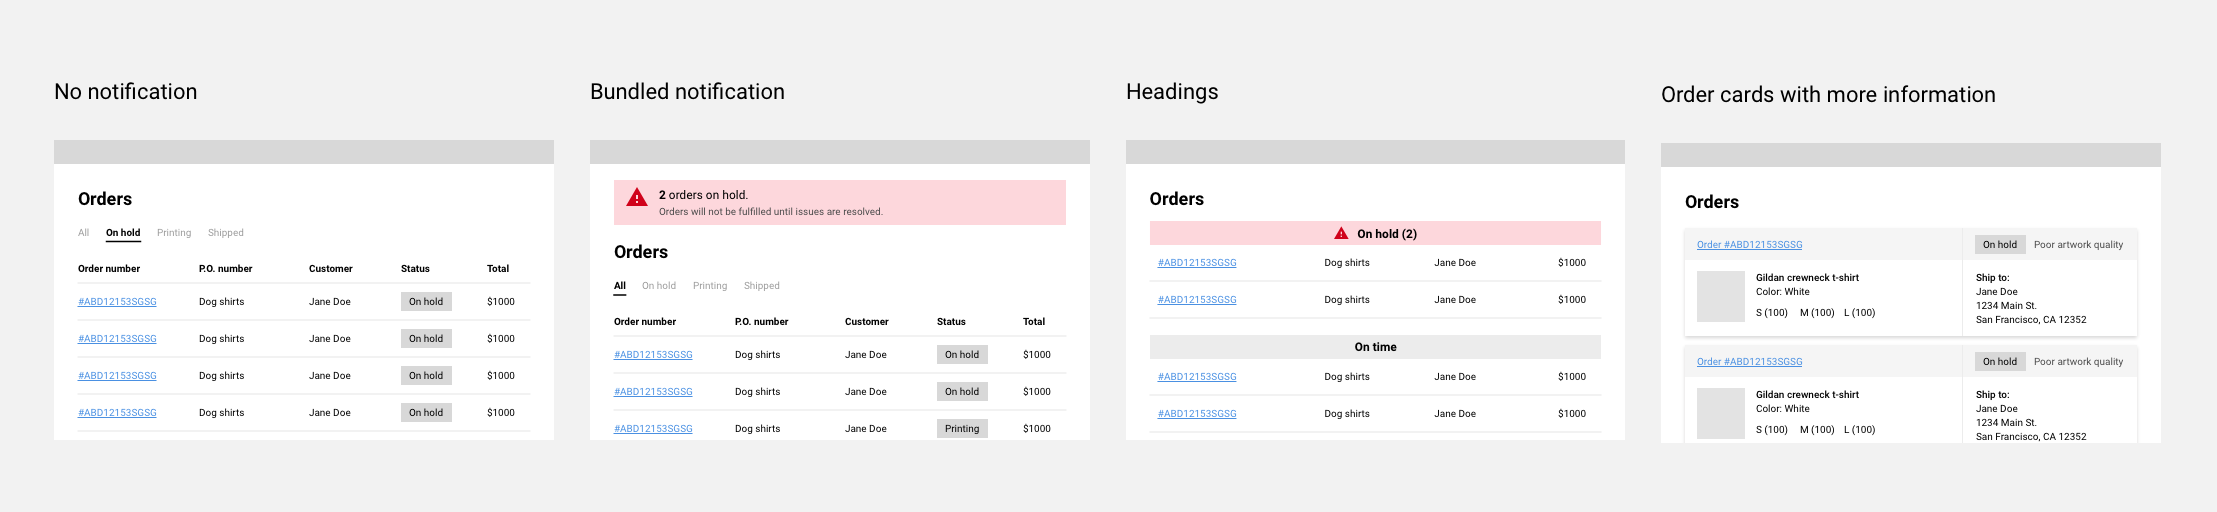 No notification
Orders
All On hold Printing Shipped
Order number P.O. number Customer Status Total
#ABD12153SGSG Dog shirts Jane Doe On hold $1000
#ABD12153SGSG Dog shirts Jane Doe On hold $1000
#ABD12153SGSG Dog shirts Jane Doe On hold $1000
#ABD12153SGSG Dog shirts Jane Doe On hold $1000
Bundled notification
2 orders on hold.
Orders will not be fulfilled until issues are resolved.
Orders
All On hold Printing Shipped
Order number P.O. number Customer Status Total
#ABD12153SGSG Dog shirts Jane Doe On hold $1000
#ABD12153SGSG Dog shirts Jane Doe On hold $1000
#ABD12153SGSG Dog shirts Jane Doe Printing $1000
Headings
Orders
On hold (2)
#ABD12153SGSG Dog shirts Jane Doe $1000
#ABD12153SGSG Dog shirts Jane Doe $1000
On time
#ABD12153SGSG Dog shirts Jane Doe $1000
#ABD12153SGSG Dog shirts Jane Doe $1000
Order cards with more information
Orders
Order #ABD12153SGSG On hold Poor artwork quality
Gildan crewneck t-shirt
Color: White
S (100) M (100) L (100)
Ship to:
Jane Doe
1234 Main St.
San Francisco, CA 12352
Order #ABD12153SGSG On hold Poor artwork quality
Gildan crewneck t-shirt
Color: White
S (100) M (100) L (100)
Ship to:
Jane Doe
1234 Main St.
San Francisco, CA 12352